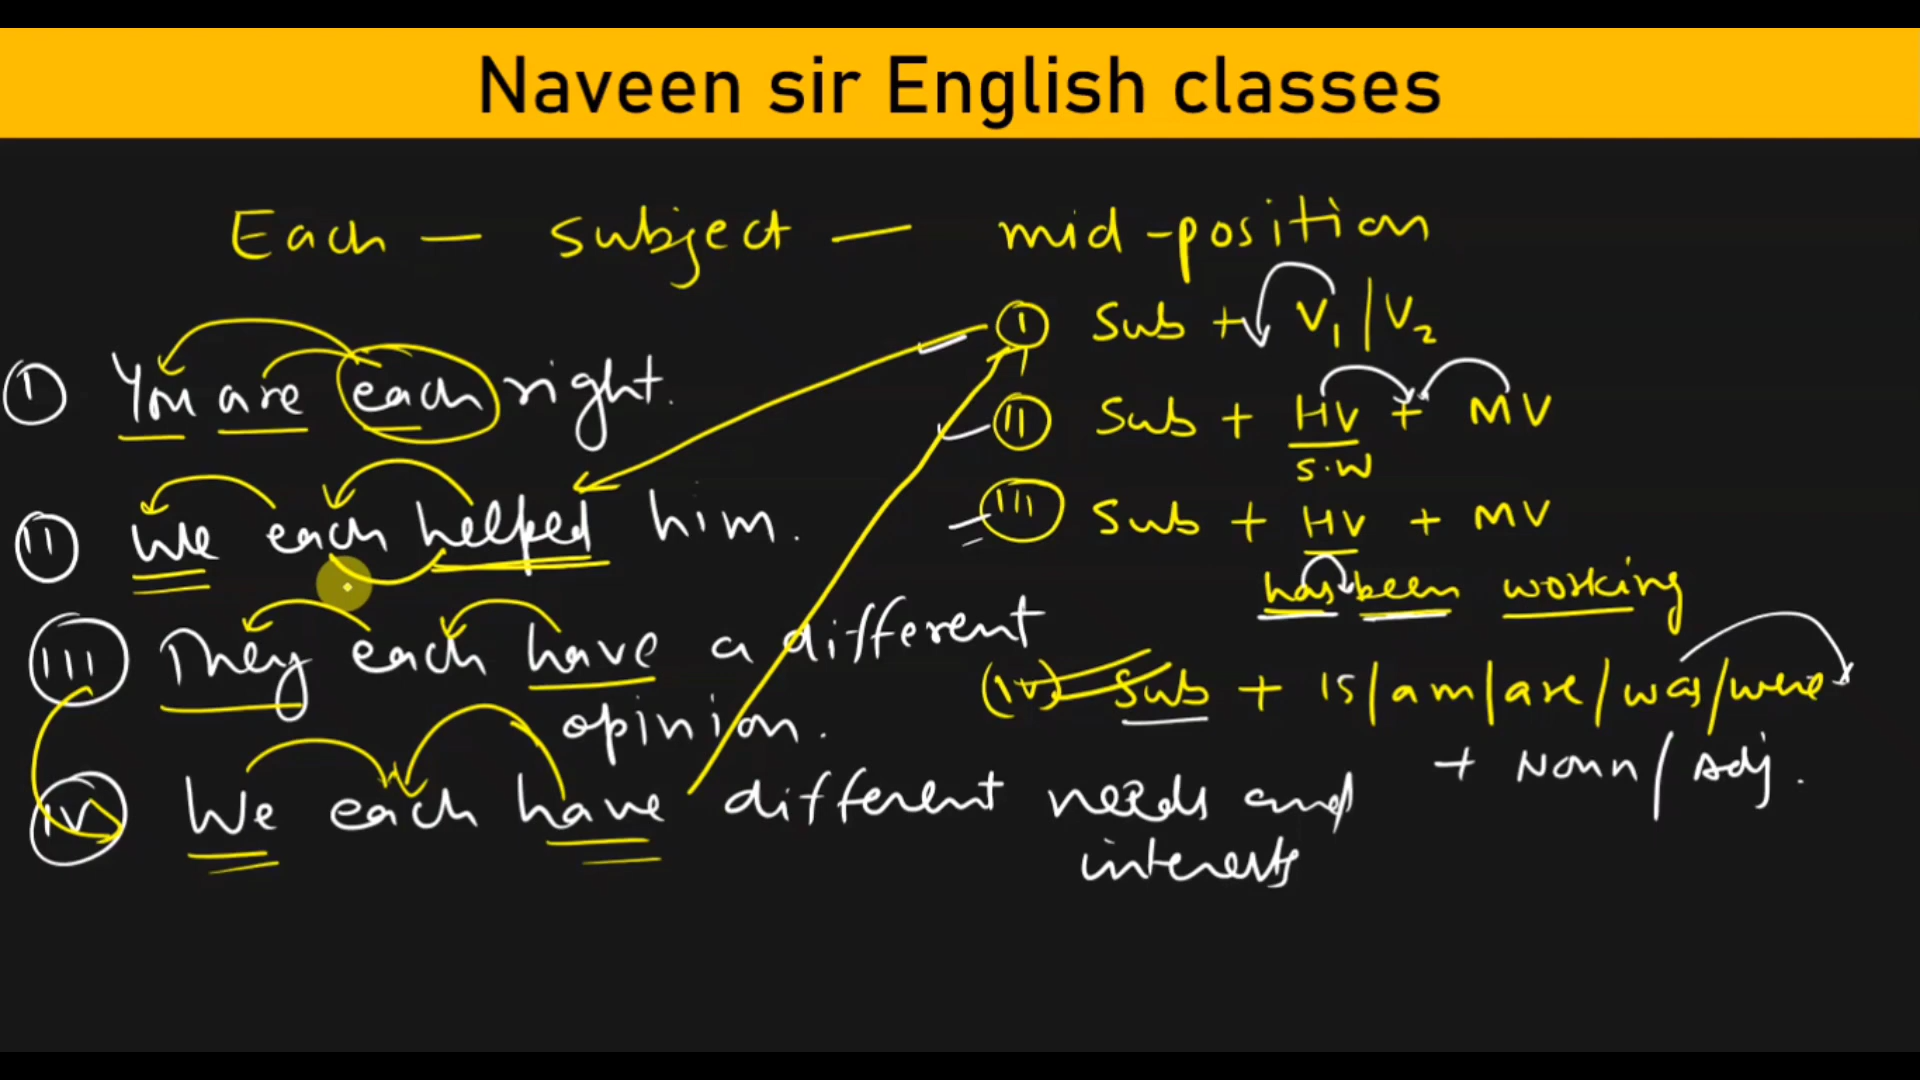 Naveen sir English classes
Each — subject — mid-position
(I) You are each right.
(II) We each helped him.
(III) They each have a different
opinion.
(IV) We each have different needs and
interests
(I) Sub + V1/V2
(II) Sub + HV + MV
S.W
(III) Sub + HV + MV
has been working
(IV) Sub + is/am/are/was/were
+ Noun/Adj.